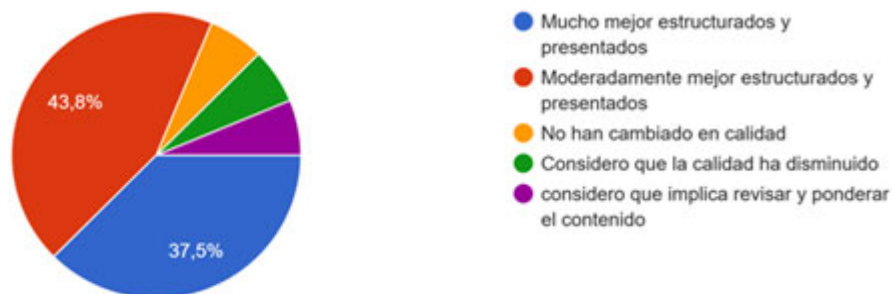 43,8%
37,5%
Mucho mejor estructurados y
presentados
Moderadamente mejor estructurados y
presentados
No han cambiado en calidad
Considero que la calidad ha disminuido
considero que implica revisar y ponderar
el contenido